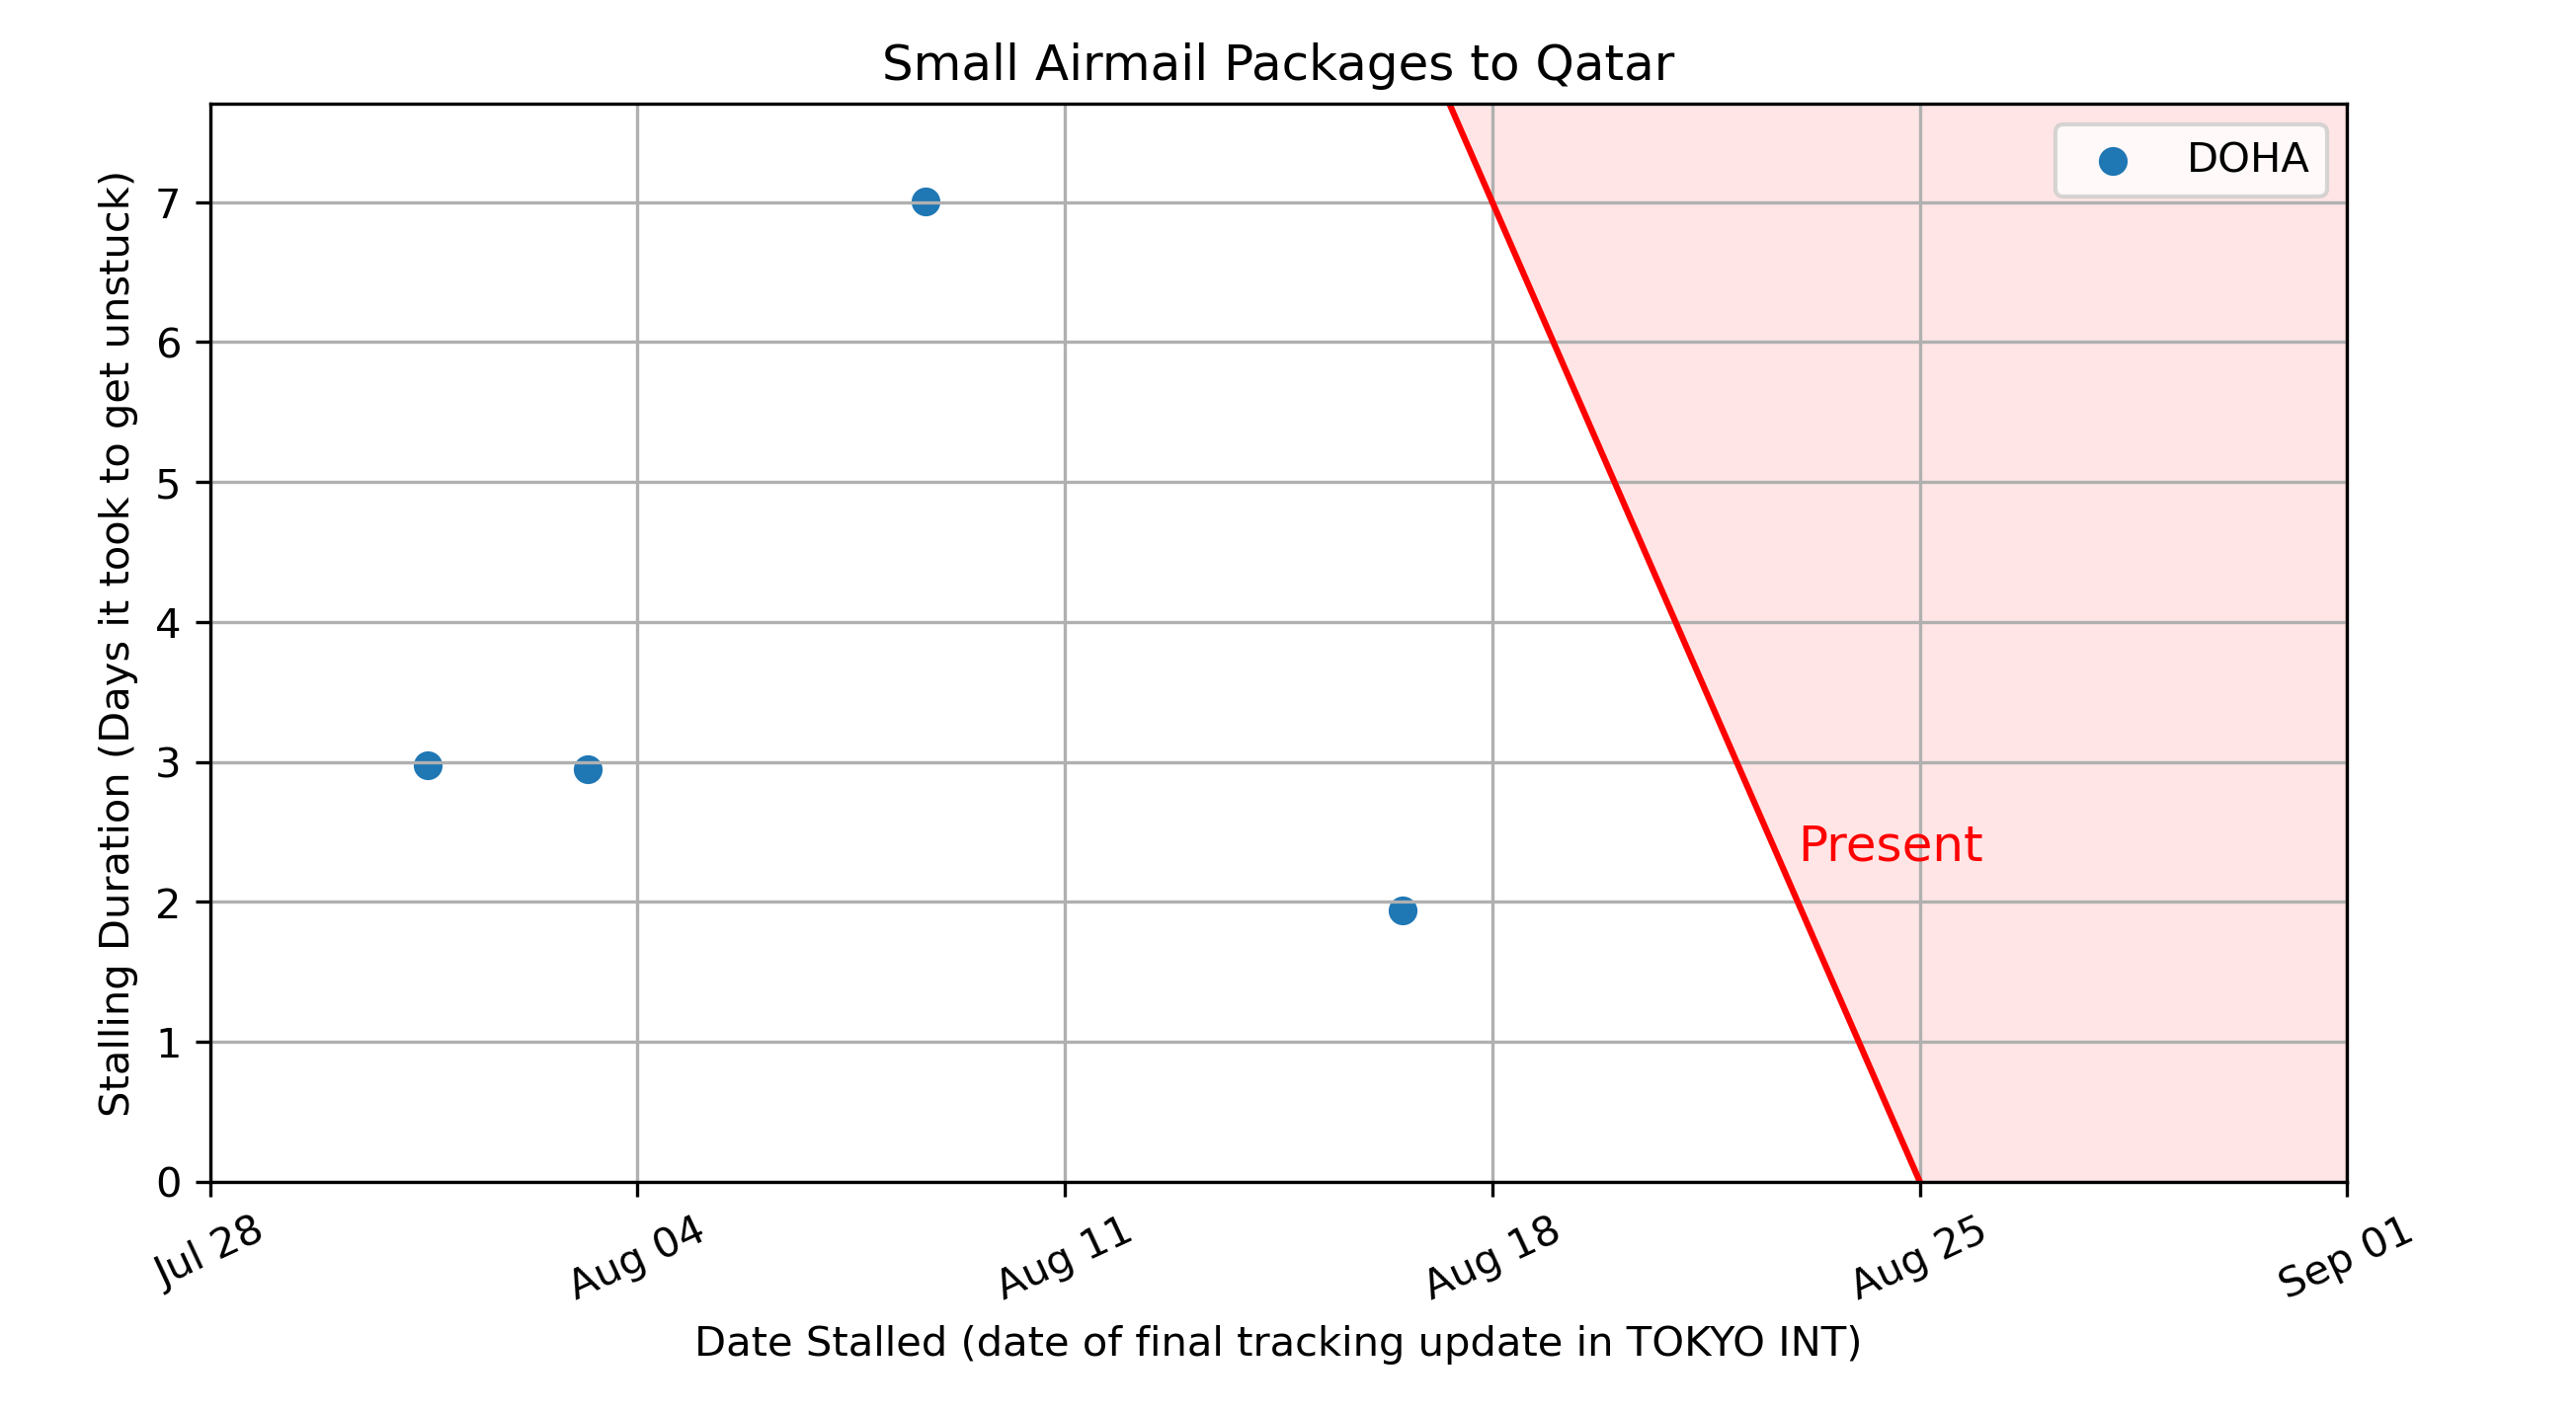 Small Airmail Packages to Qatar
DOHA
Stalling Duration (Days it took to get unstuck)
7
6
5
4
3
2
1
0
Present
Jul 28
Aug 04
Aug 11
Aug 18
Aug 25
Sep 01
Date Stalled (date of final tracking update in TOKYO INT)